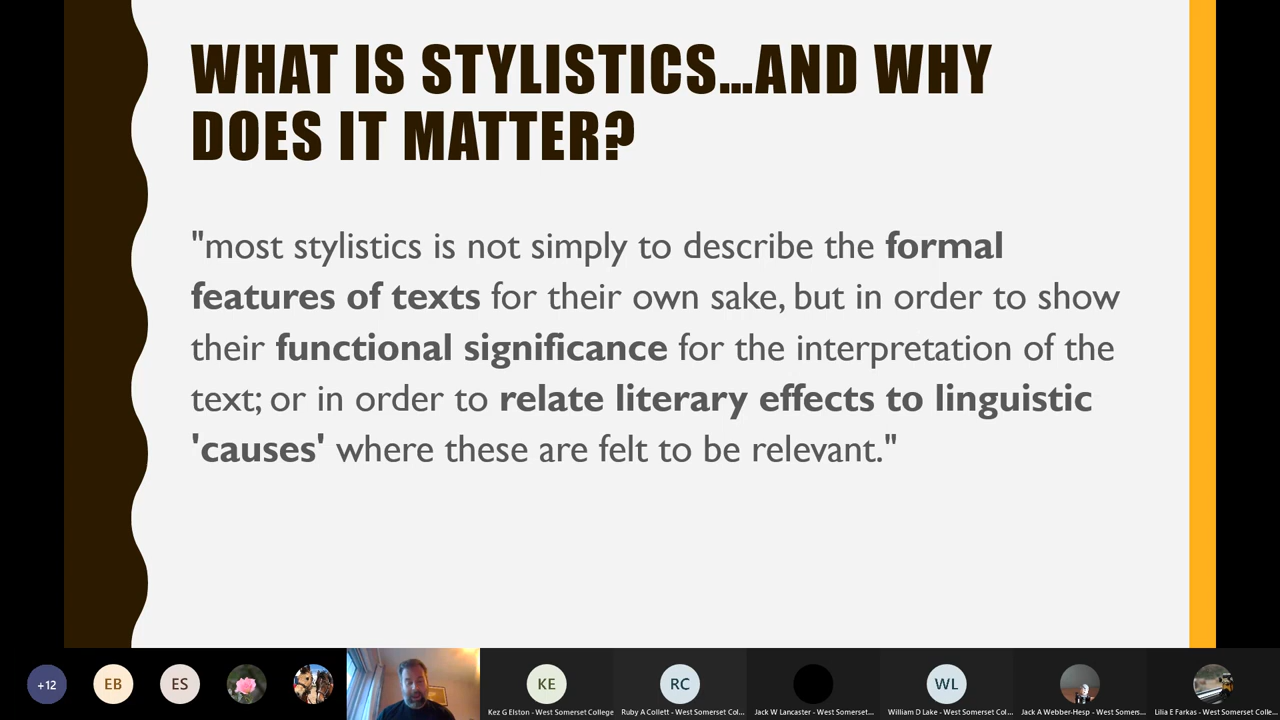 WHAT IS STYLISTICS...AND WHY
DOES IT MATTER?
"most stylistics is not simply to describe the formal
features of texts for their own sake, but in order to show
their functional significance for the interpretation of the
text; or in order to relate literary effects to linguistic
'causes' where these are felt to be relevant."
+12
EB
ES
KE
RC
WL
Kez G Elston - West Somerset College
Ruby A Collett - West Somerset Col...
Jack W Lancaster - West Somerset...
William D Lake - West Somerset Col...
Jack A Webber-Hesp - West Somers...
Lilia E Farkas - West Somerset Colle...